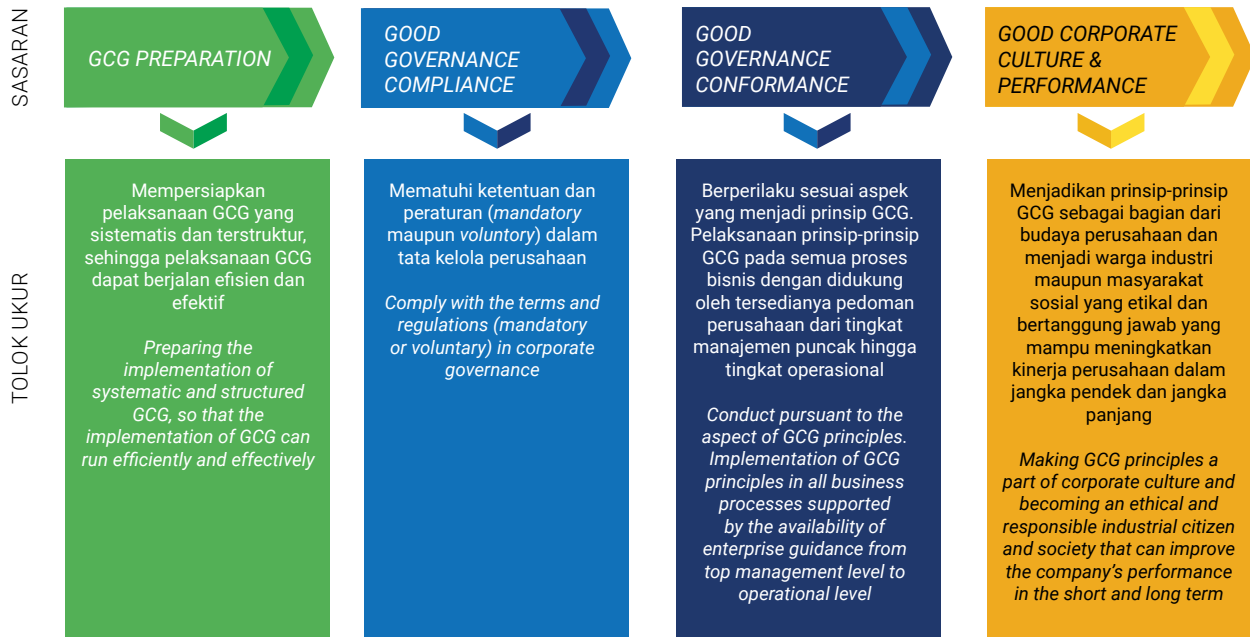 SASARAN
GCG PREPARATION
GOOD
GOVERNANCE
COMPLIANCE
GOOD
GOVERNANCE
CONFORMANCE
GOOD CORPORATE
CULTURE &
PERFORMANCE
TOLOK UKUR
Mempersiapkan
pelaksanaan GCG yang
sistematis dan terstruktur,
sehingga pelaksanaan GCG
dapat berjalan efisien dan
efektif
Preparing the
implementation of
systematic and structured
GCG, so that the
implementation of GCG can
run efficiently and effectively
Mematuhi ketentuan dan
peraturan (mandatory
maupun voluntory) dalam
tata kelola perusahaan
Comply with the terms and
regulations (mandatory
or voluntary) in corporate
governance
Berperilaku sesuai aspek
yang menjadi prinsip GCG.
Pelaksanaan prinsip-prinsip
GCG pada semua proses
bisnis dengan didukung
oleh tersedianya pedoman
perusahaan dari tingkat
manajemen puncak hingga
tingkat operasional
Conduct pursuant to the
aspect of GCG principles.
Implementation of GCG
principles in all business
processes supported
by the availability of
enterprise guidance from
top management level to
operational level
Menjadikan prinsip-prinsip
GCG sebagai bagian dari
budaya perusahaan dan
menjadi warga industri
maupun masyarakat
sosial yang etikal dan
bertanggung jawab yang
mampu meningkatkan
kinerja perusahaan dalam
jangka pendek dan jangka
panjang
Making GCG principles a
part of corporate culture and
becoming an ethical and
responsible industrial citizen
and society that can improve
the company's performance
in the short and long term